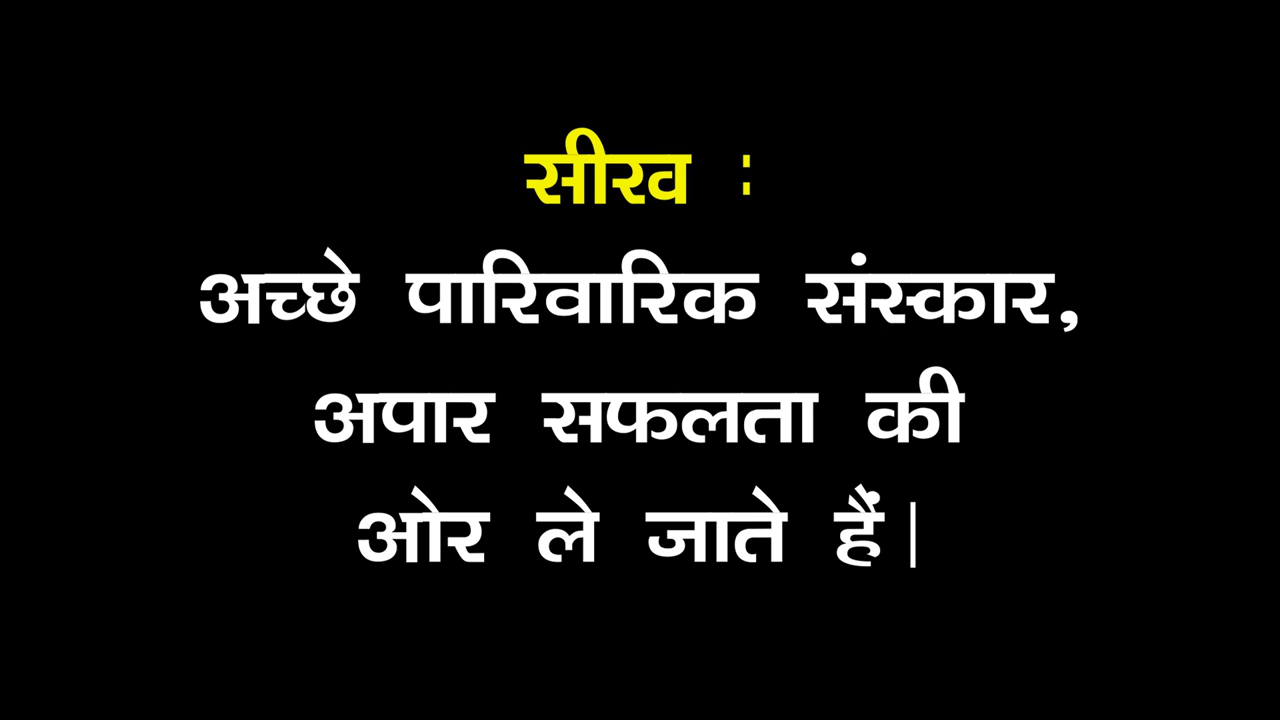 सीख :
अच्छे पारिवारिक संस्कार,
अपार सफलता की
ओर ले जाते हैं|